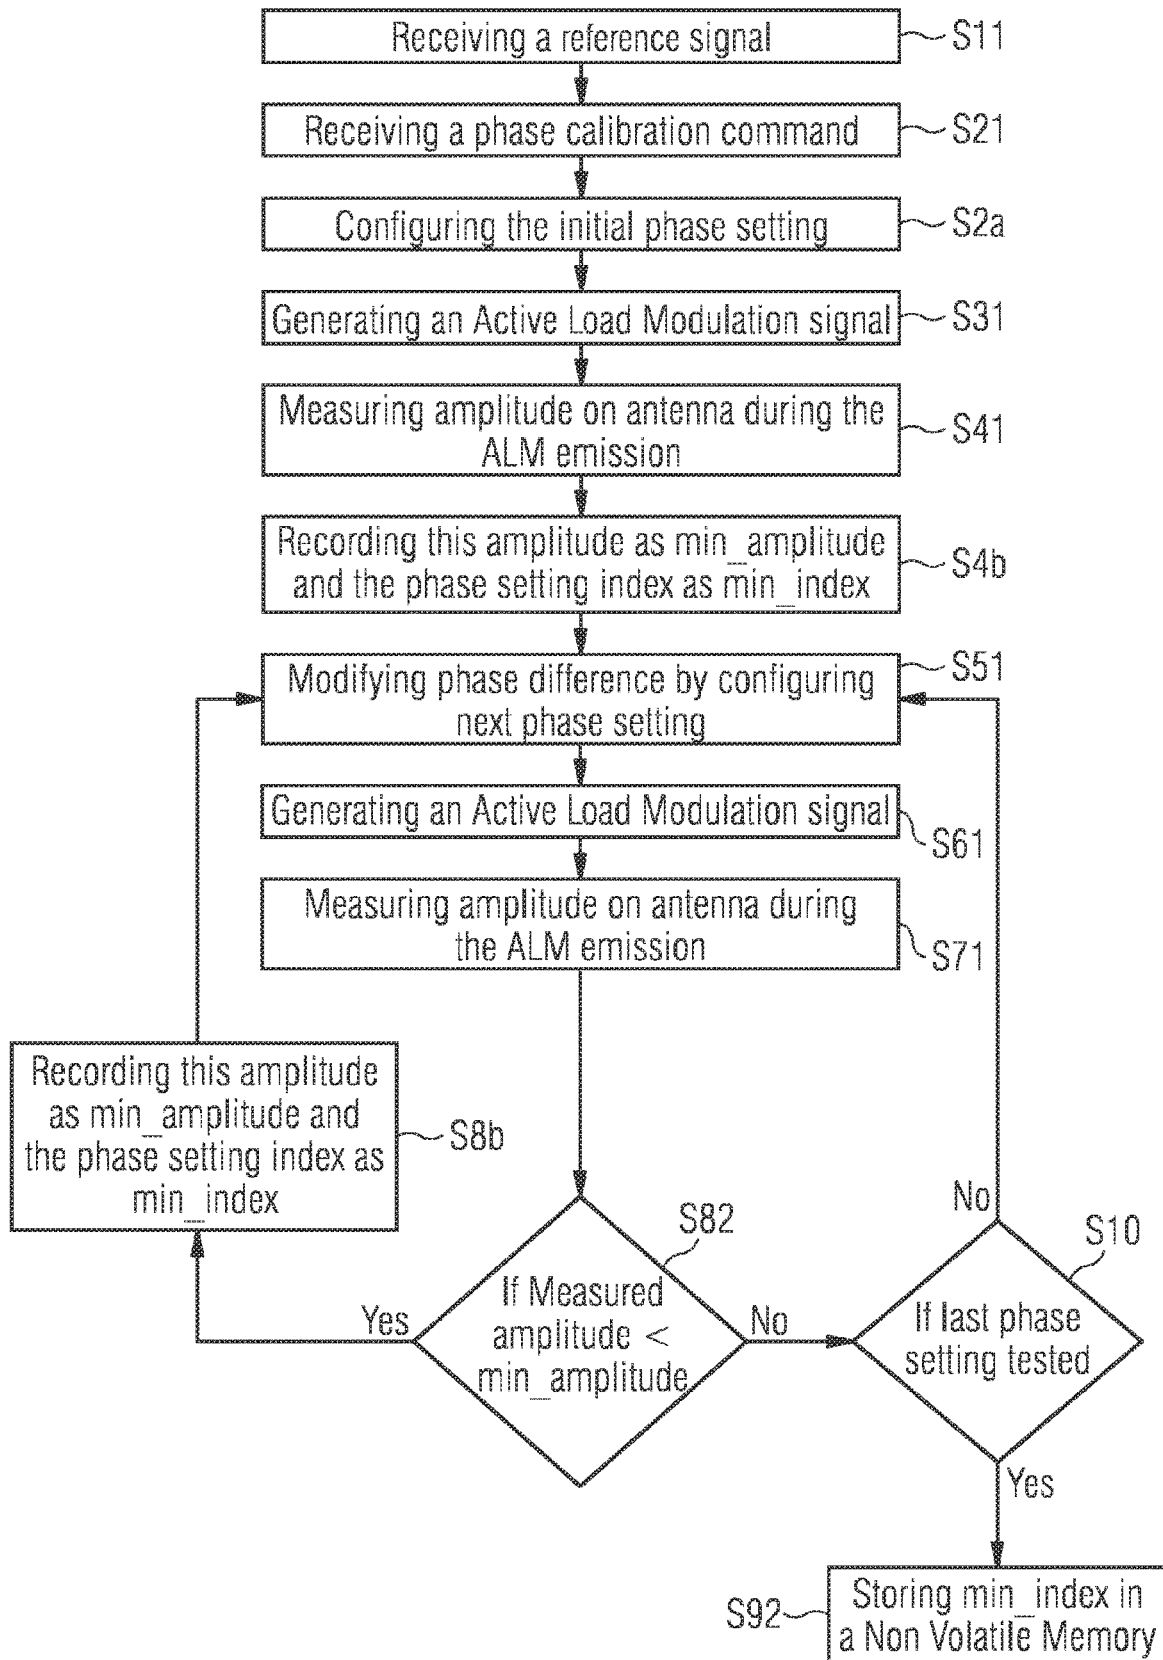 Receiving a reference signal
S11
Receiving a phase calibration command
S21
Configuring the initial phase setting
S2a
Generating an Active Load Modulation signal
S31
Measuring amplitude on antenna during the
ALM emission
S41
Recording this amplitude as min_amplitude
and the phase setting index as min_index
S4b
Modifying phase difference by configuring
next phase setting
S51
Generating an Active Load Modulation signal
S61
Measuring amplitude on antenna during
the ALM emission
S71
Recording this amplitude
as min_amplitude and
the phase setting index as
min_index
S8b
If Measured
amplitude <
min_amplitude
S82
Yes
No
If last phase
setting tested
S10
No
Yes
Storing min_index in
a Non Volatile Memory
S92